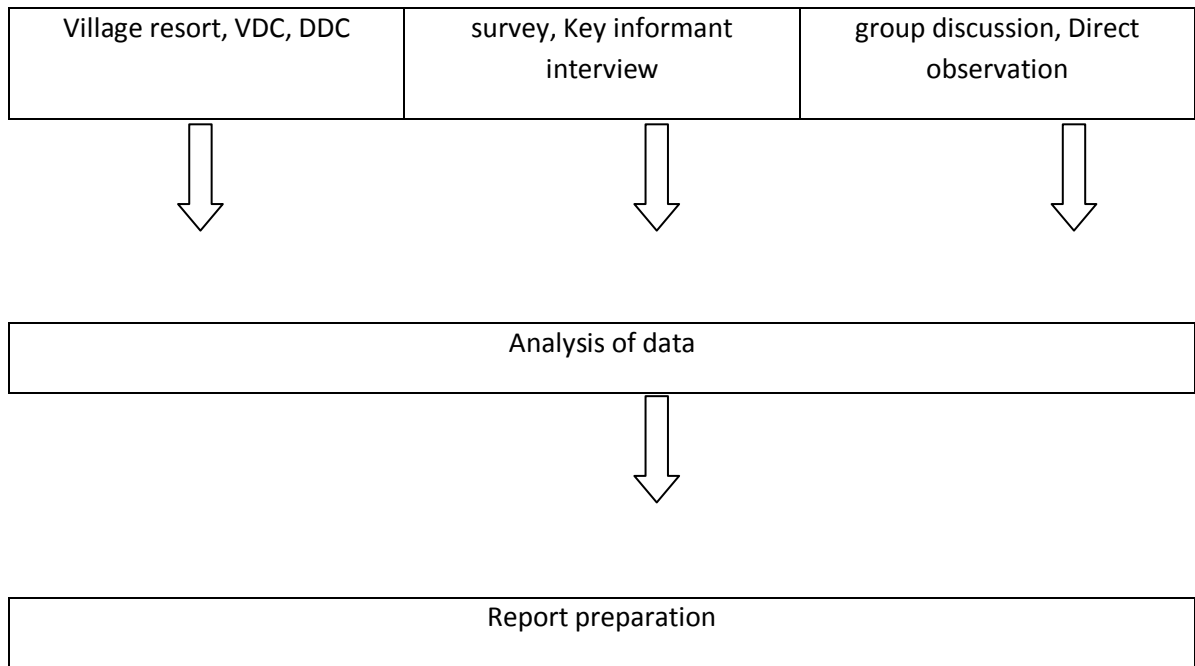 Village resort, VDC, DDC
survey, Key informant
interview
group discussion, Direct
observation
Analysis of data
Report preparation